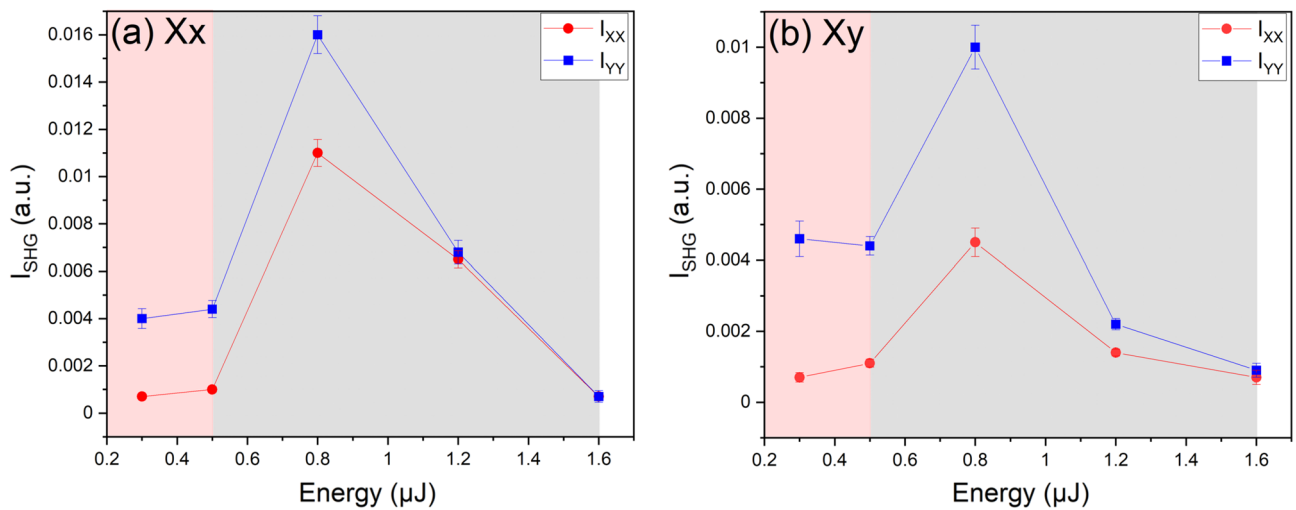 (a) Xx
I_XX
I_YY
0.016
0.014
0.012
0.01
0.008
0.006
0.004
0.002
0
I_SHG (a.u.)
0.2 0.4 0.6 0.8 1 1.2 1.4 1.6
Energy (µJ)
(b) Xy
I_XX
I_YY
0.01
0.008
0.006
0.004
0.002
0
I_SHG (a.u.)
0.2 0.4 0.6 0.8 1 1.2 1.4 1.6
Energy (µJ)